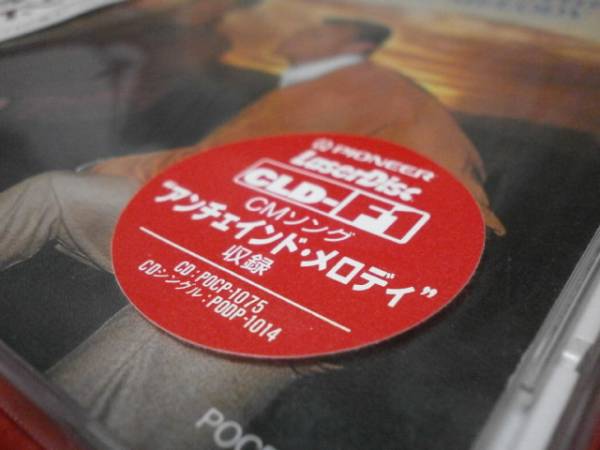 PIONEER
LaserDisc
CLD-F1
CMソング
"アンチェインド・メロディ"
収録
CD:POCP-1075
CDシングル:PODP-1014
POCP